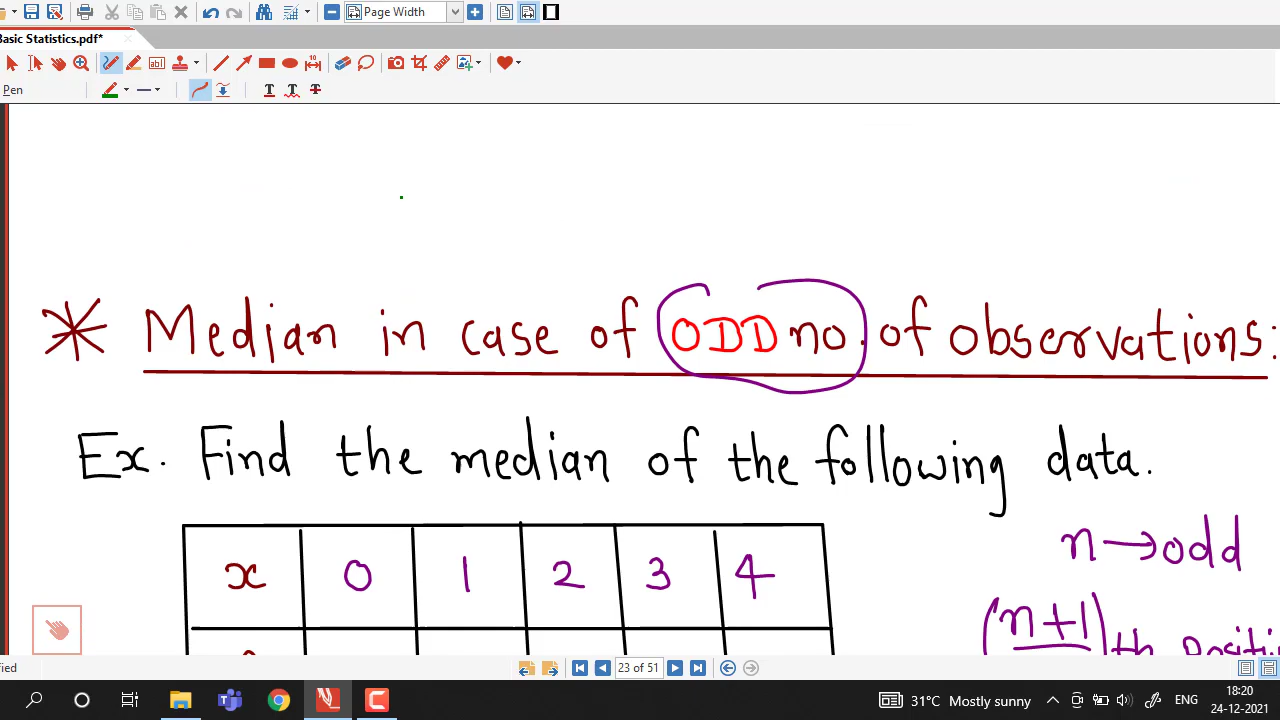 Page Width
Basic Statistics.pdf*
Pen
* Median in case of ODD no. of observations:
Ex. Find the median of the following data.
x 0 1 2 3 4
n → odd
(n+1)th
23 of 51
31°C Mostly sunny
ENG
18:20
24-12-2021